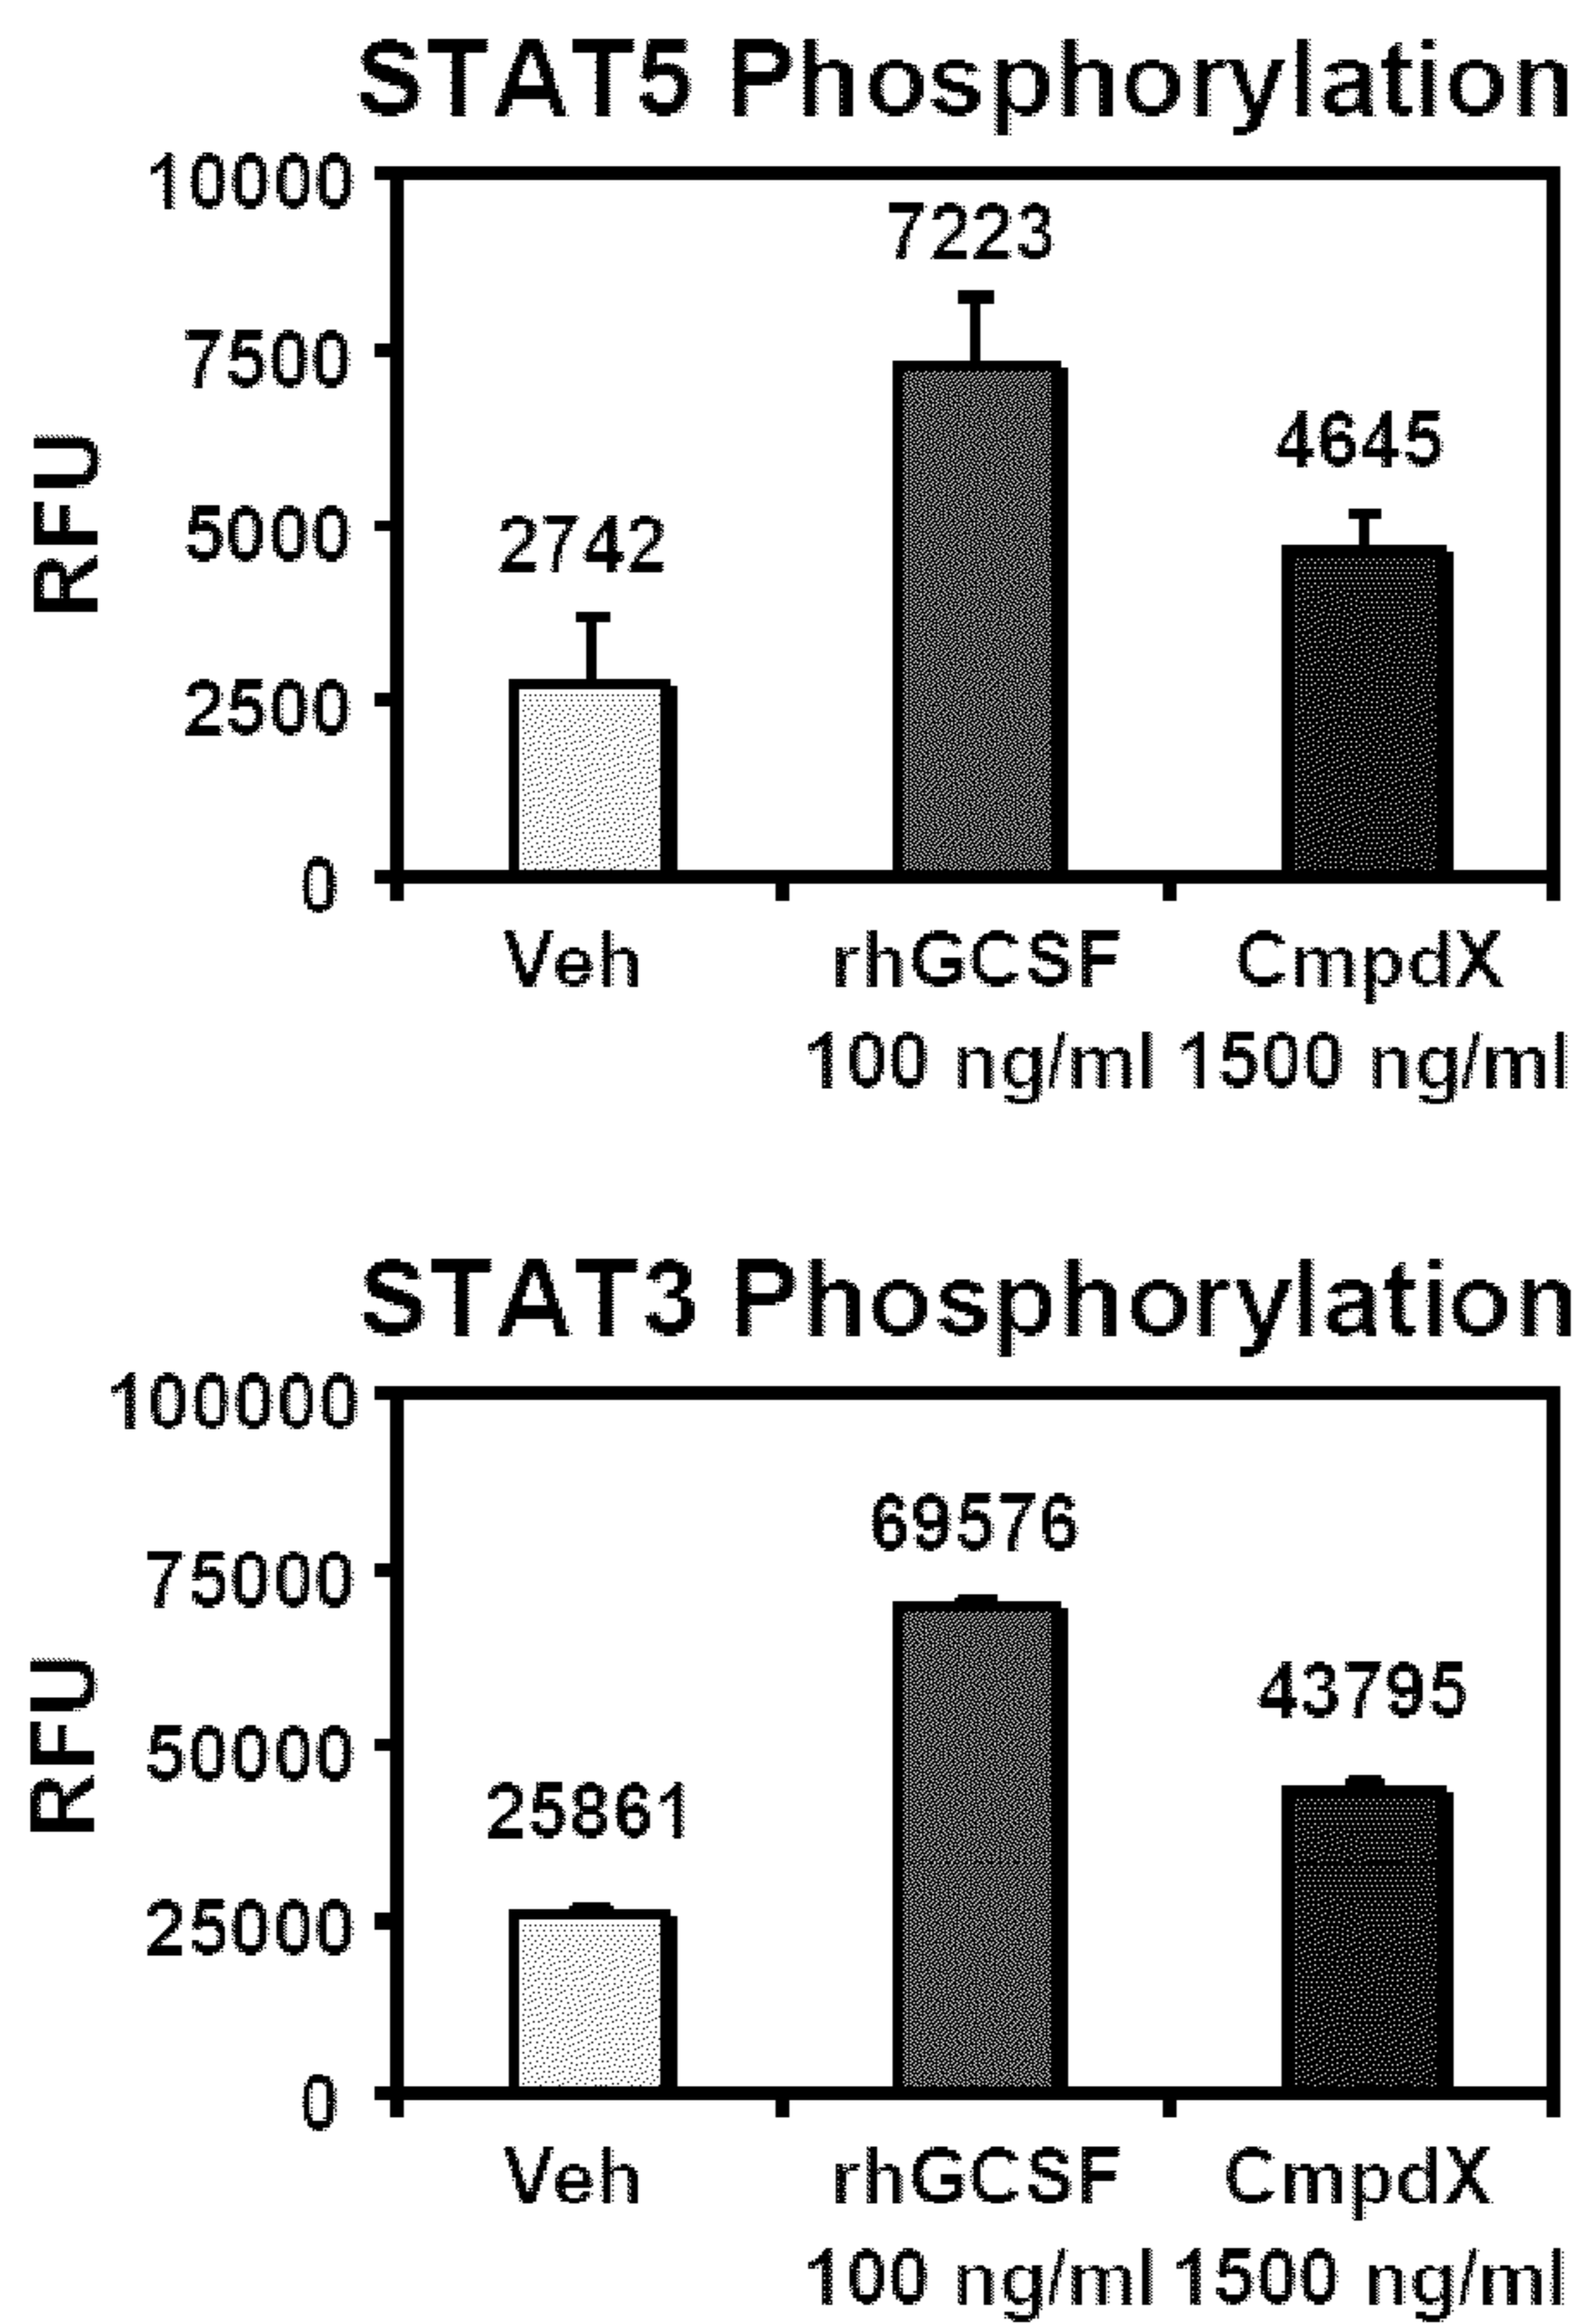 STAT5 Phosphorylation
10000
7223
7500
4645
RFU
5000
2742
2500
0
Veh rhGCSF CmpdX
100 ng/ml 1500 ng/ml
STAT3 Phosphorylation
100000
69576
75000
43795
RFU
50000
25861
25000
0
Veh rhGCSF CmpdX
100 ng/ml 1500 ng/ml